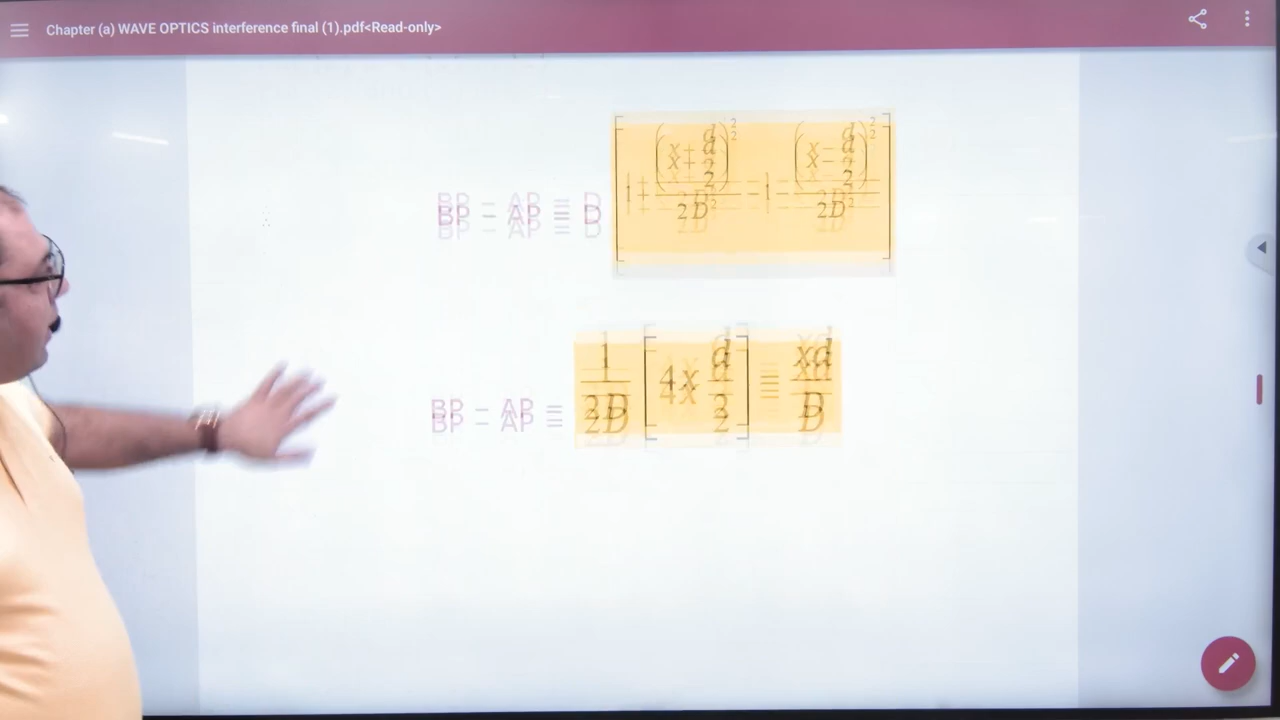 Chapter (a) WAVE OPTICS interference final (1).pdf<Read-only>
BP − AP = D [1 + (x + d/2)² / 2D² − 1 − (x − d/2)² / 2D²]
BP − AP = 1/2D [4x d/2] = xd/D